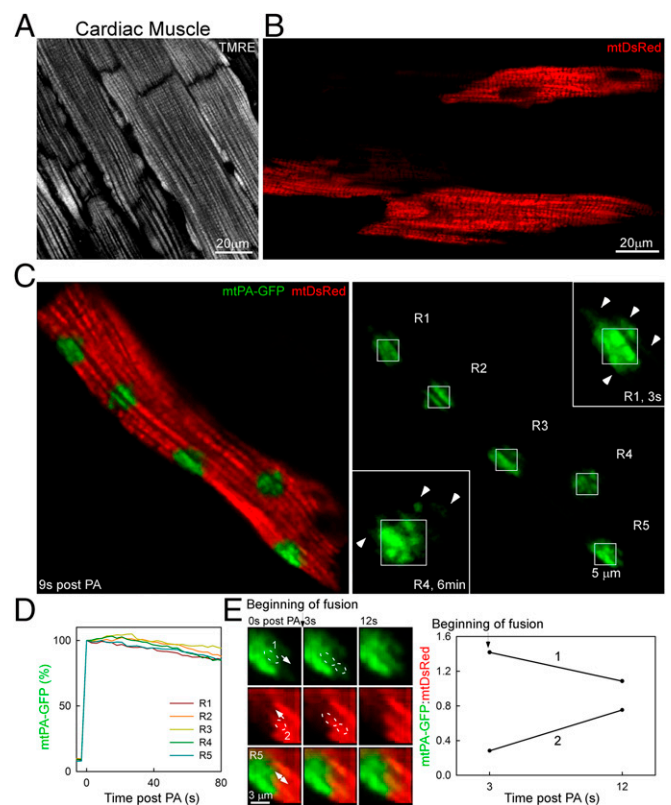 A
Cardiac Muscle
TMRE
20μm
B
mtDsRed
20μm
C
mtPA-GFP mtDsRed
9s post PA
R1
R2
R3
R4
R5
5 μm
R1, 3s
R4, 6min
D
mtPA-GFP (%)
100
50
0
R1
R2
R3
R4
R5
0 40 80
Time post PA (s)
E
Beginning of fusion
0s post PA 3s 12s
1
2
R5
3 μm
Beginning of fusion
mtPA-GFP:mtDsRed
1.6
1.2
0.8
0.4
0
1
2
3 12
Time post PA (s)